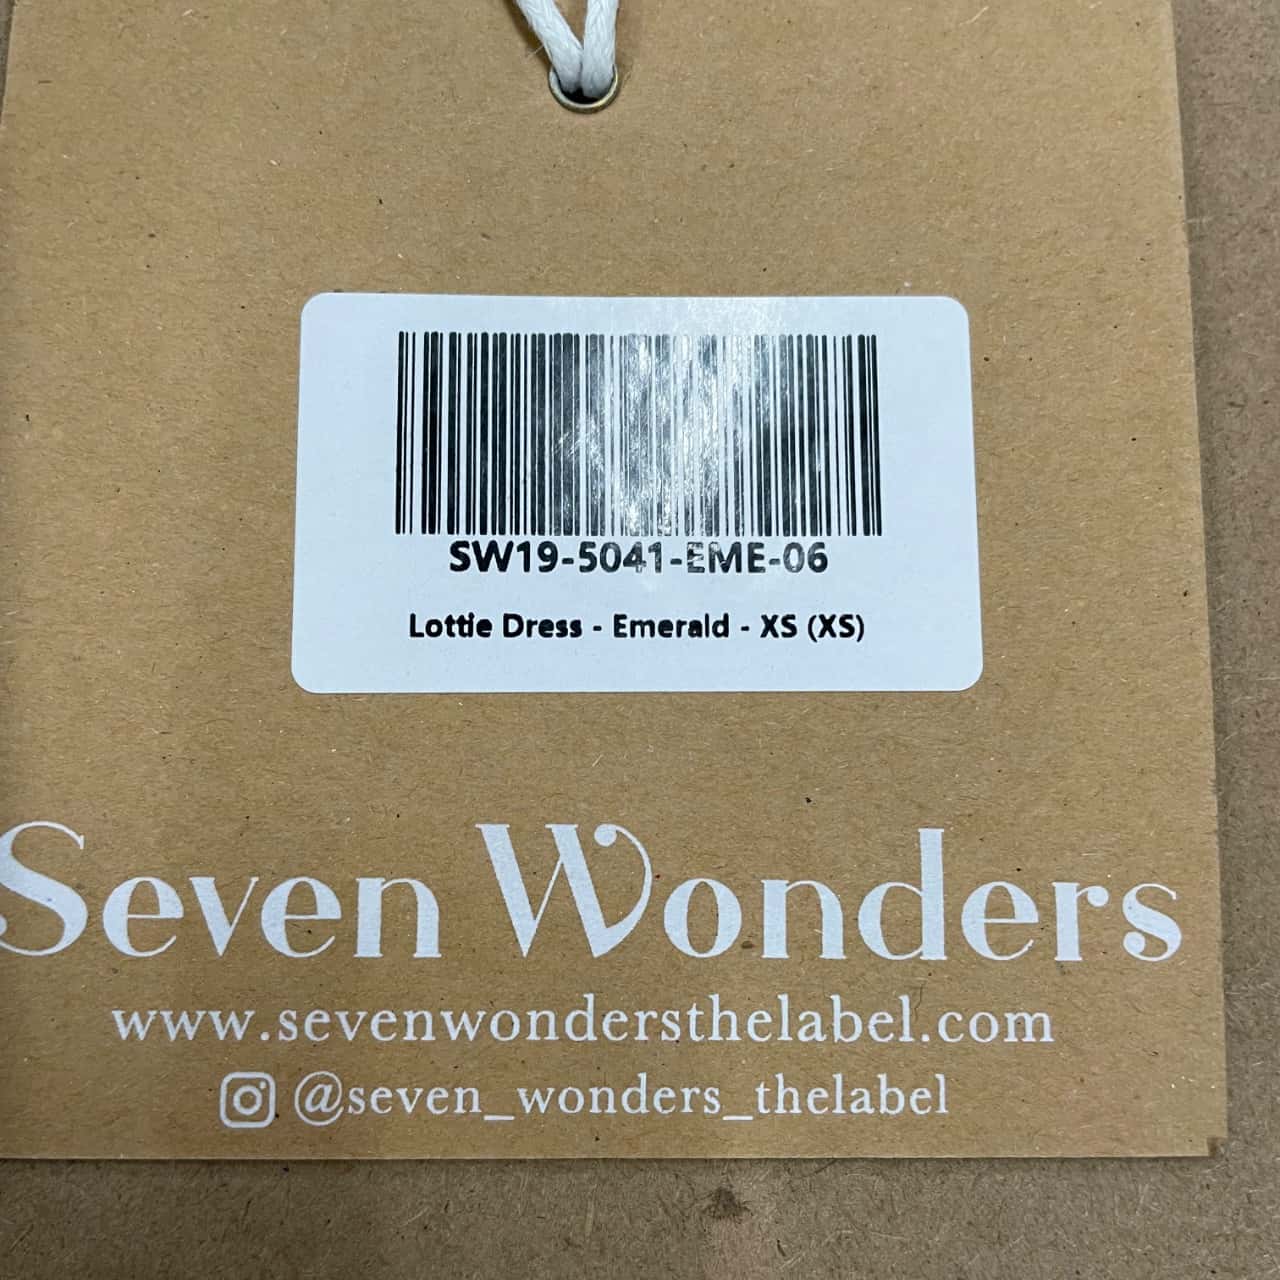 SW19-5041-EME-06
Lottie Dress - Emerald - XS (XS)
Seven Wonders
www.sevenwondersthelabel.com
@seven_wonders_thelabel